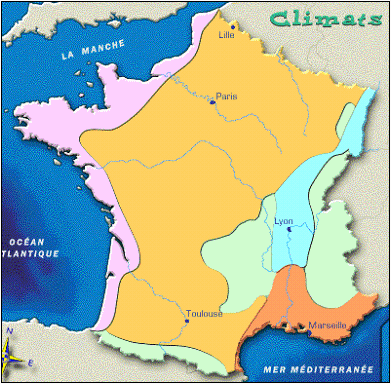 Climats
Lille
LA MANCHE
Paris
Lyon
OCÉAN
ATLANTIQUE
Toulouse
Marseille
N
E
MER MÉDITERRANÉE